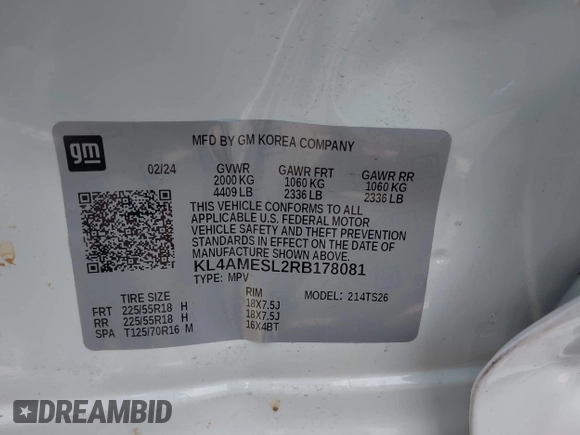 gm
MFD BY GM KOREA COMPANY
02/24 GVWR GAWR FRT GAWR RR
2000 KG 1060 KG 1060 KG
4409 LB 2336 LB 2336 LB
THIS VEHICLE CONFORMS TO ALL
APPLICABLE U.S. FEDERAL MOTOR
VEHICLE SAFETY AND THEFT PREVENTION
STANDARDS IN EFFECT ON THE DATE OF
MANUFACTURE SHOWN ABOVE.
KL4AMESL2RB178081
TYPE: MPV
TIRE SIZE RIM MODEL: 214TS26
FRT 225/55R18 H 18X7.5J
RR 225/55R18 H 18X7.5J
SPA T125/70R16 M 16X4BT
DREAMBID